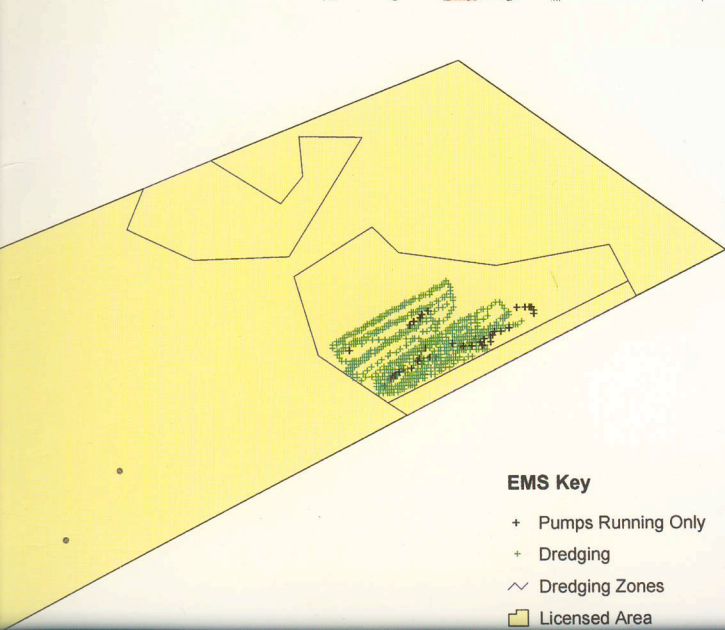 EMS Key
Pumps Running Only
Dredging
Dredging Zones
Licensed Area